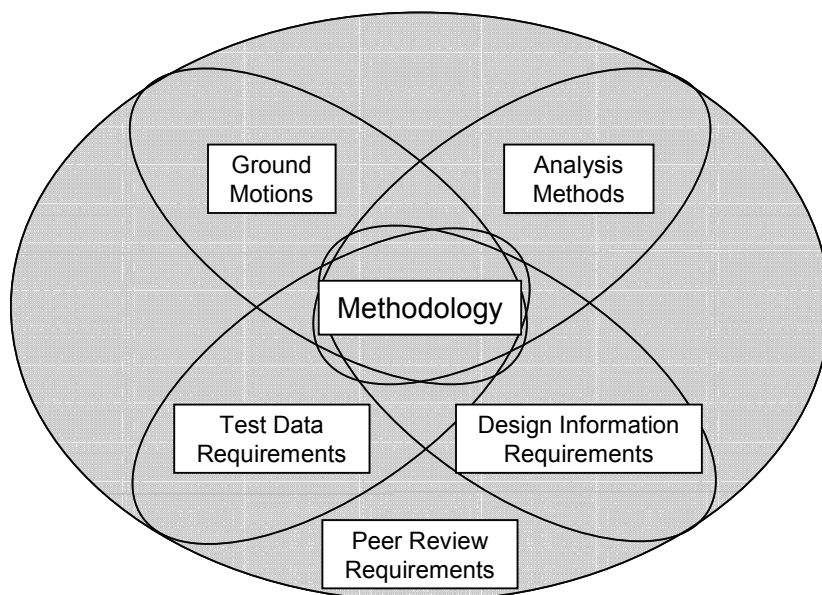 Ground
Motions
Analysis
Methods
Methodology
Test Data
Requirements
Design Information
Requirements
Peer Review
Requirements